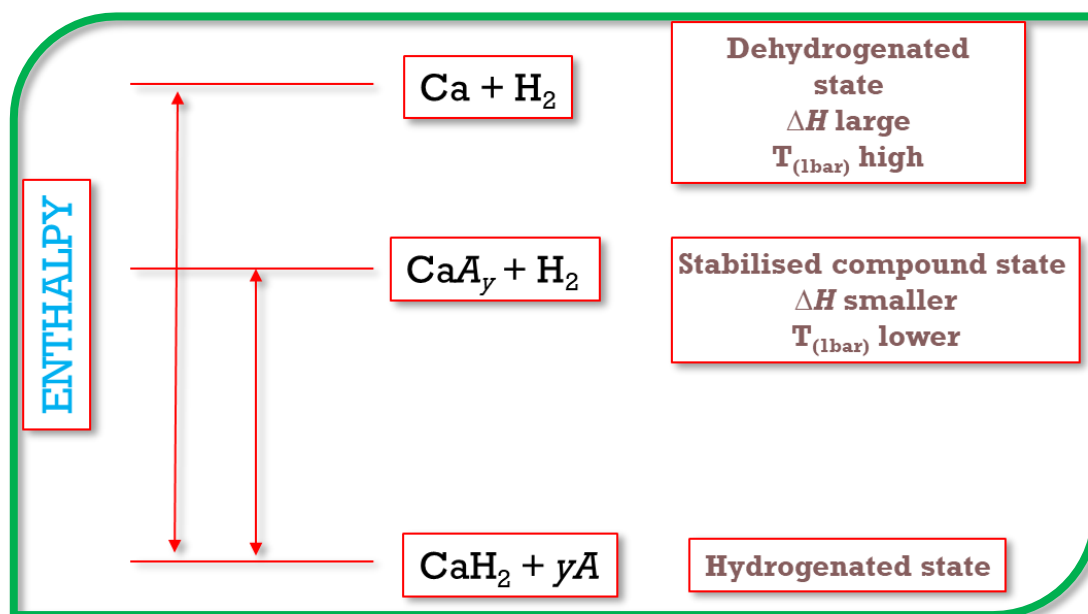 ENTHALPY
Ca + H₂
Dehydrogenated
state
ΔH large
T₍1bar₎ high
CaAy + H₂
Stabilised compound state
ΔH smaller
T₍1bar₎ lower
CaH₂ + yA
Hydrogenated state